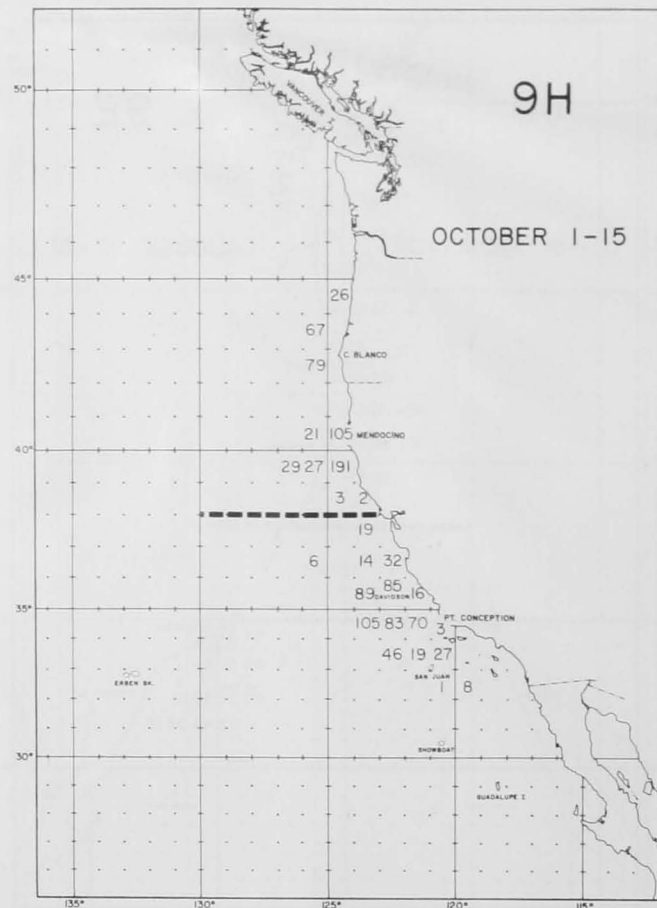 9H
50°
VANCOUVER
OCTOBER 1-15
45°
26
67
79
C. BLANCO
21 105 MENDOCINO
40°
29 27 191
3 2
19
6 14 32
85
89 DAVIDSON 16
35°
PT. CONCEPTION
105 83 70 3
46 19 27
SAN JUAN
ERBEN BK.
1 8
SHOWBOAT
30°
GUADALUPE I.
135° 130° 125° 120° 115°